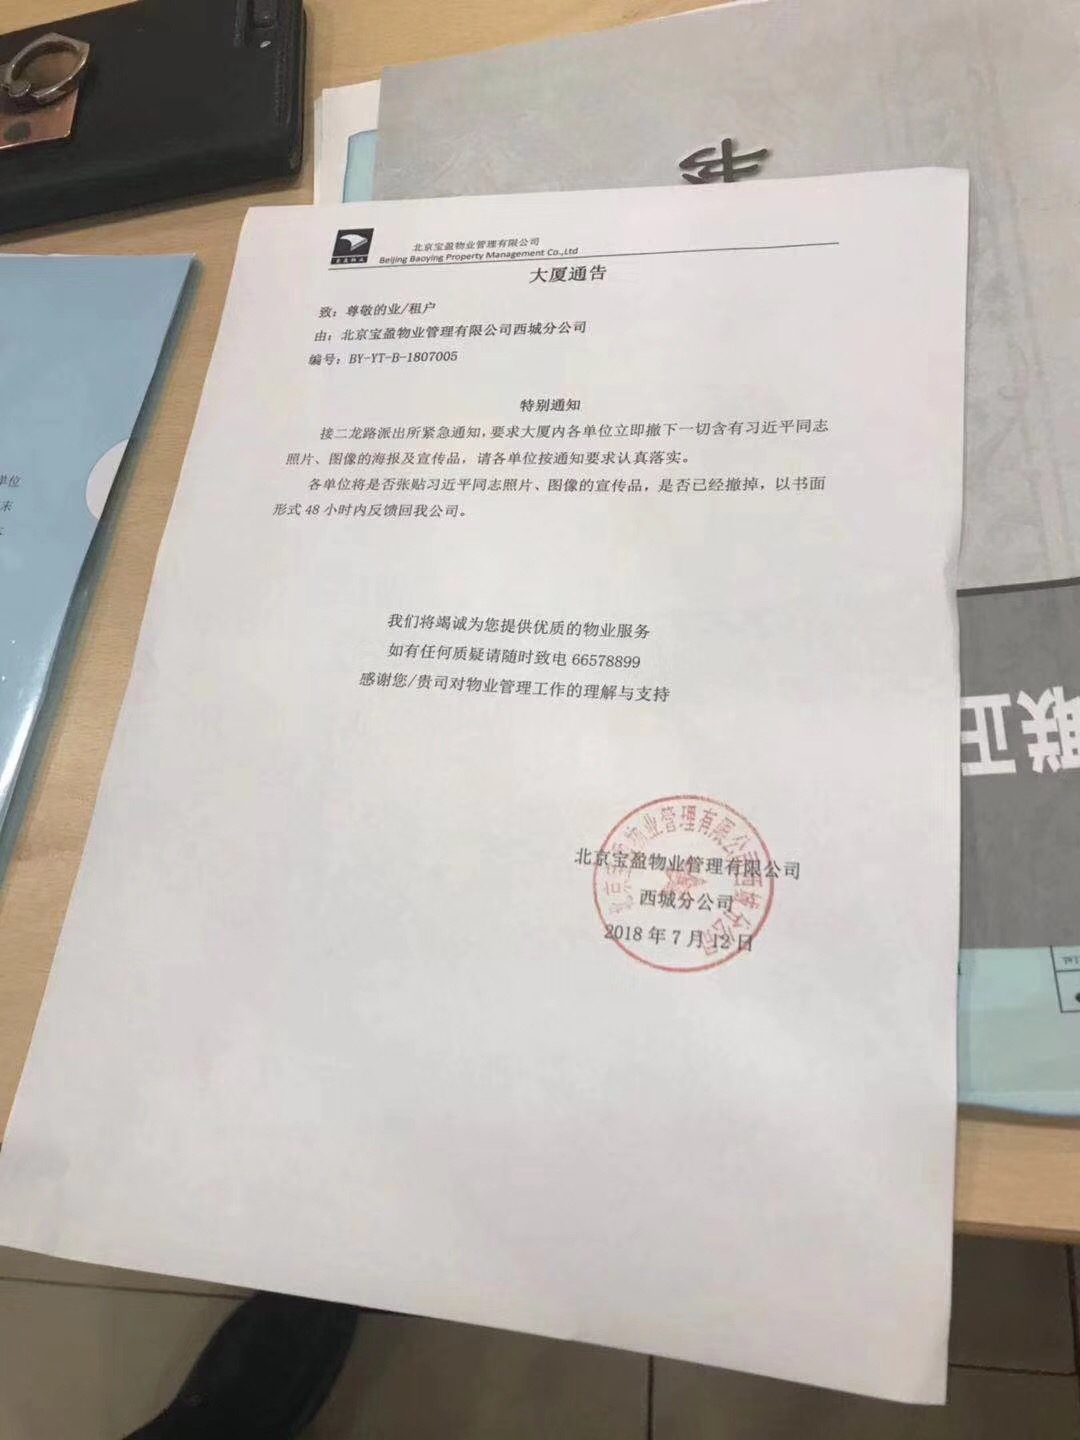 北京宝盈物业管理有限公司
Beijing Baoying Property Management Co.,Ltd
大厦通告
致：尊敬的业/租户
由：北京宝盈物业管理有限公司西城分公司
编号：BY-YT-B-1807005
特别通知
接二龙路派出所紧急通知，要求大厦内各单位立即撤下一切含有习近平同志
照片、图像的海报及宣传品，请各单位按通知要求认真落实。
各单位将是否张贴习近平同志照片、图像的宣传品，是否已经撤掉，以书面
形式 48 小时内反馈回我公司。
我们将竭诚为您提供优质的物业服务
如有任何质疑请随时致电 66578899
感谢您/贵司对物业管理工作的理解与支持
北京宝盈物业管理有限公司
西城分公司
2018 年 7 月 12 日
北京宝盈物业管理有限公司西城分公司
书
联正
单位
末